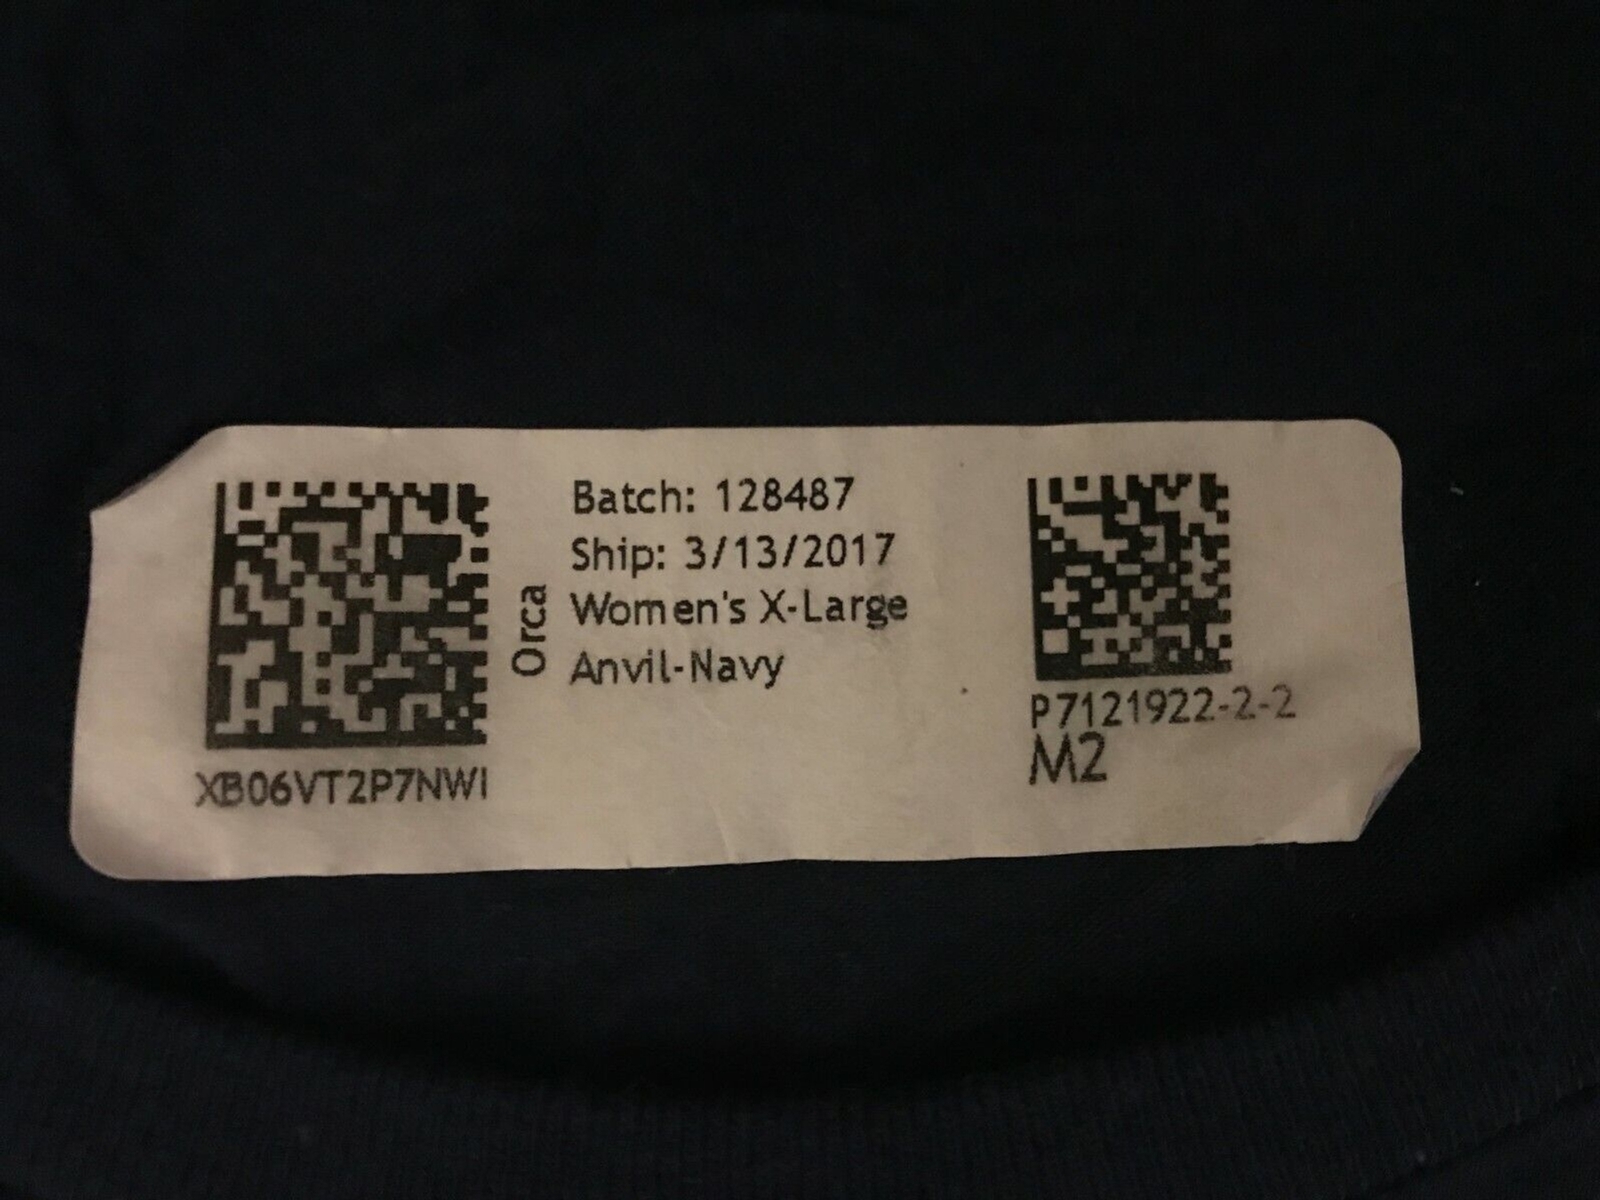 Batch: 128487
Ship: 3/13/2017
Women's X-Large
Anvil-Navy
Orca
XB06VT2P7NWI
P7121922-2-2
M2